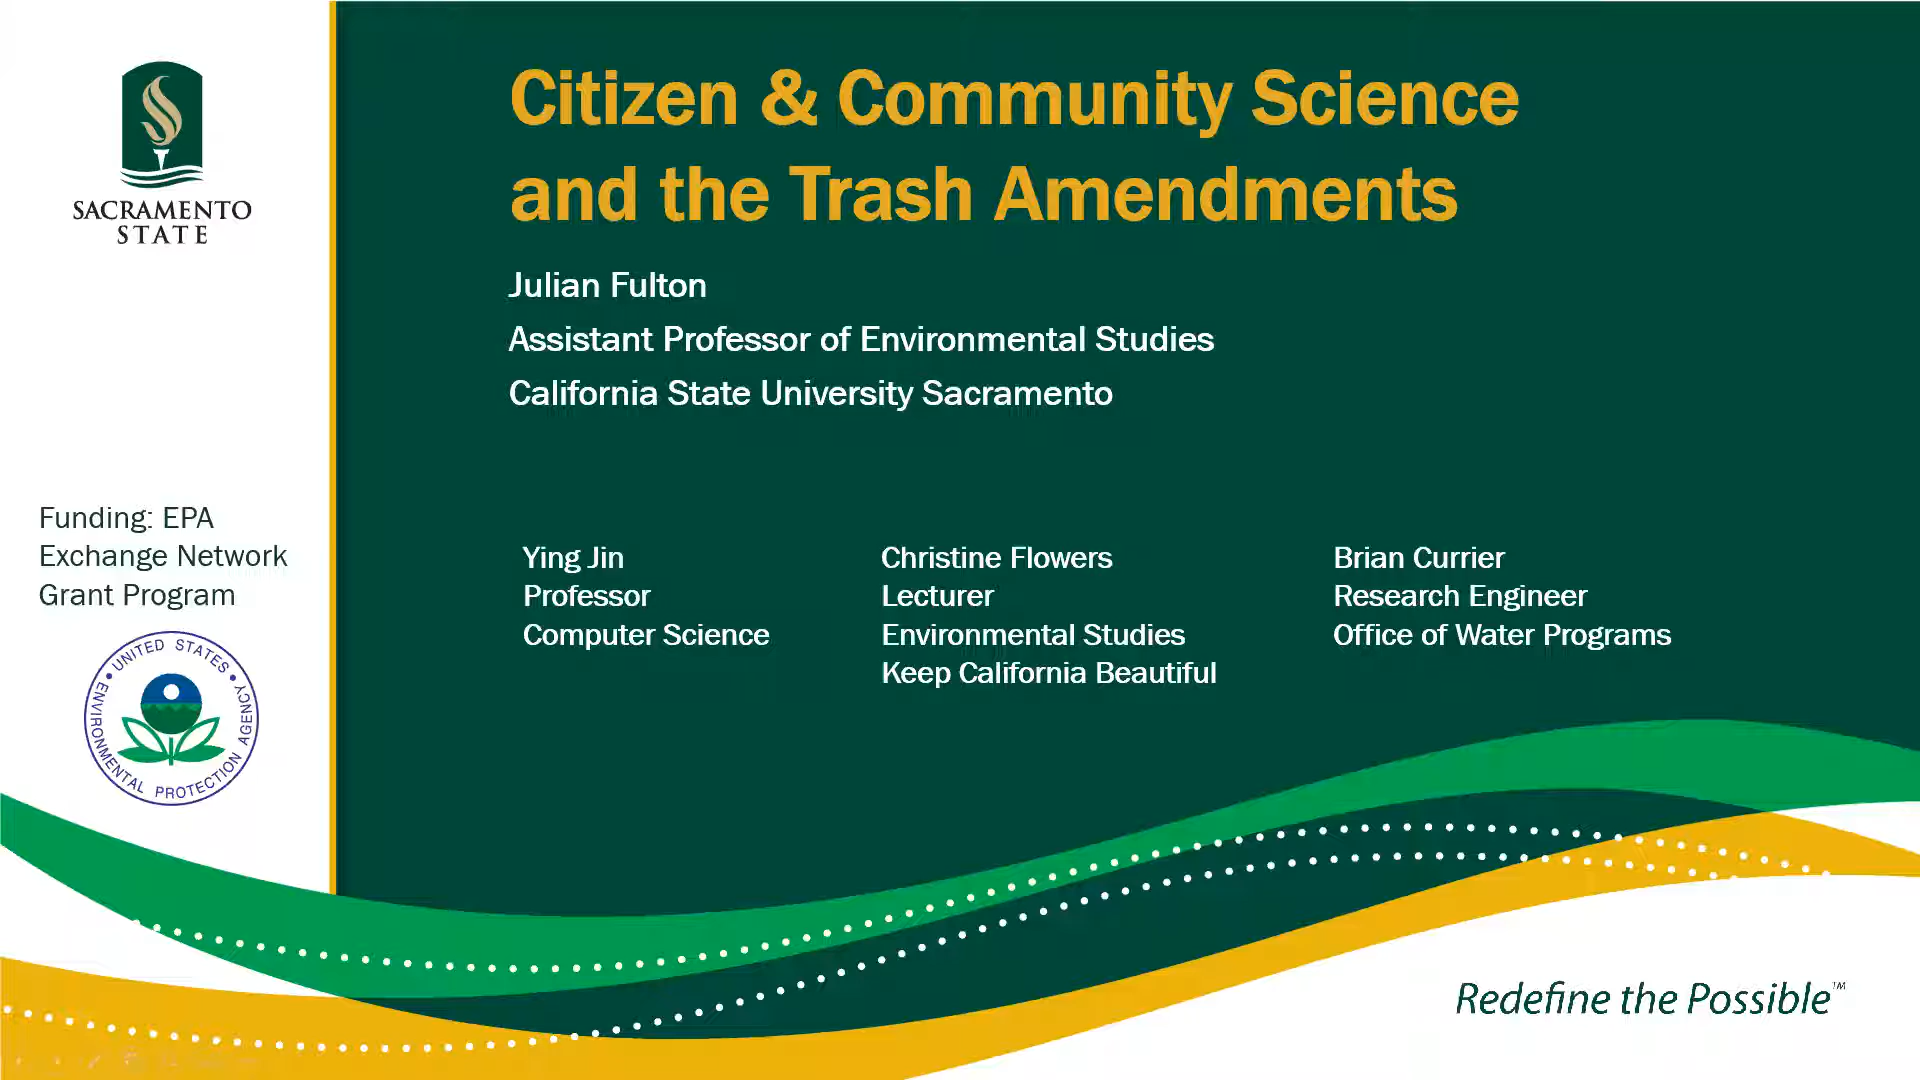 SACRAMENTO
STATE
Citizen & Community Science
and the Trash Amendments
Julian Fulton
Assistant Professor of Environmental Studies
California State University Sacramento
Funding: EPA
Exchange Network
Grant Program
UNITED STATES
ENVIRONMENTAL PROTECTION AGENCY
Ying Jin
Professor
Computer Science
Christine Flowers
Lecturer
Environmental Studies
Keep California Beautiful
Brian Currier
Research Engineer
Office of Water Programs
Redefine the Possible™